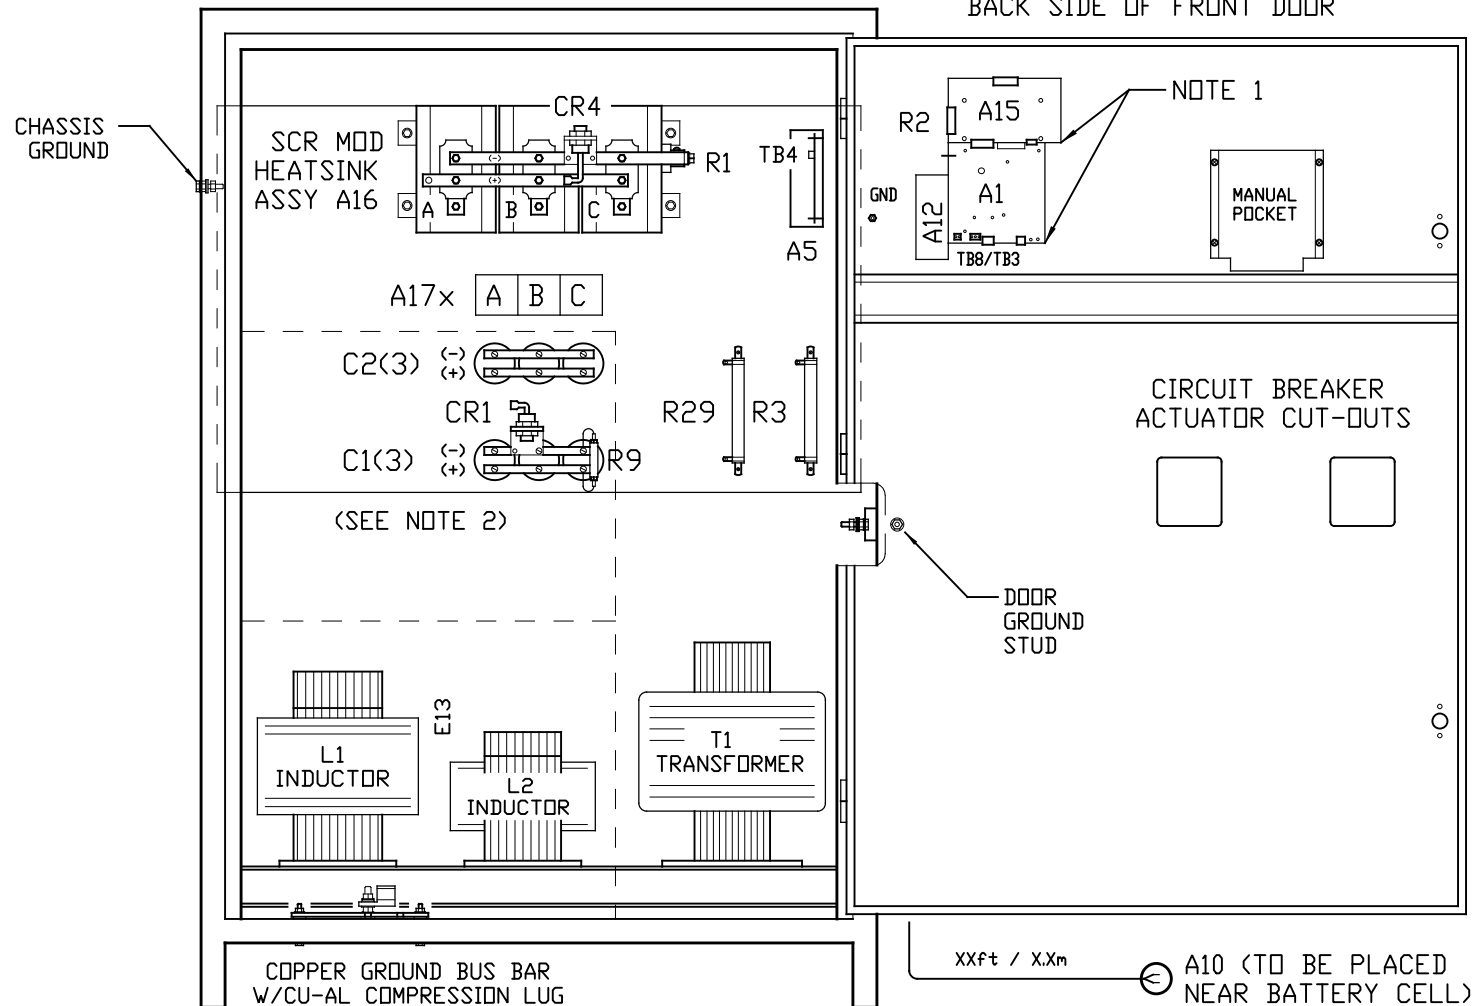 BACK SIDE OF FRONT DOOR
CHASSIS
GROUND
SCR MOD
HEATSINK
ASSY A16
CR4
(-)
(+)
A
B
C
R1
TB4
A5
GND
R2
A15
A1
A12
TB8/TB3
NOTE 1
MANUAL
POCKET
A17x
A
B
C
C2(3)
(-)
(+)
CR1
C1(3)
(-)
(+)
R9
R29
R3
(SEE NOTE 2)
CIRCUIT BREAKER
ACTUATOR CUT-OUTS
DOOR
GROUND
STUD
L1
INDUCTOR
E13
L2
INDUCTOR
T1
TRANSFORMER
COPPER GROUND BUS BAR
W/CU-AL COMPRESSION LUG
XXft / X.Xm
A10 (TO BE PLACED
NEAR BATTERY CELL)